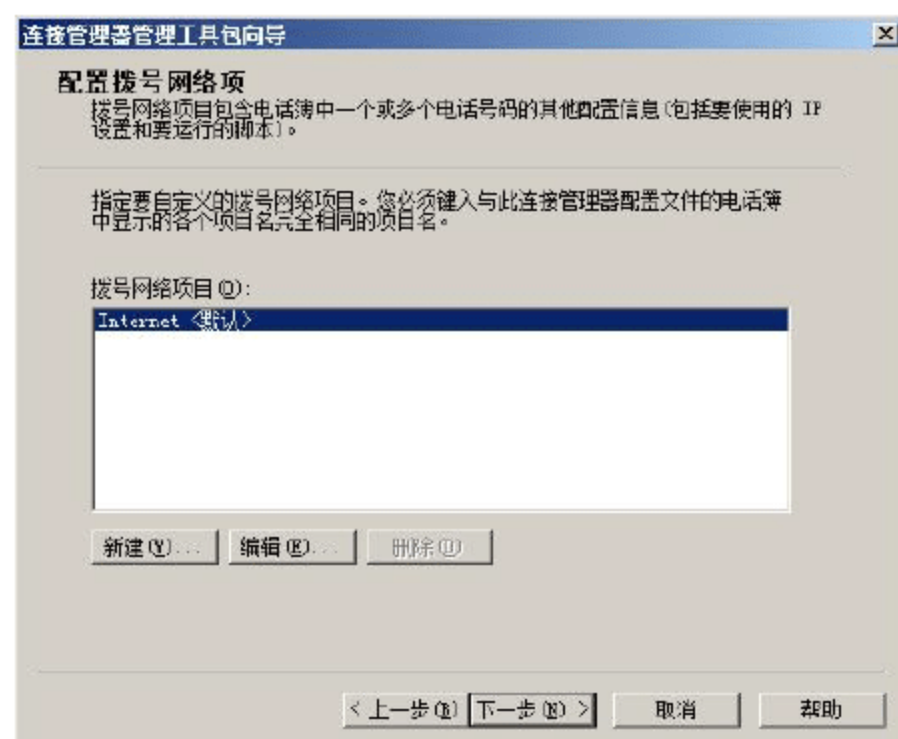 连接管理器管理工具包向导
配置拨号网络项
拨号网络项目包含电话簿中一个或多个电话号码的其他配置信息(包括要使用的 IP
设置和要运行的脚本)。
指定要自定义的拨号网络项目。您必须键入与此连接管理器配置文件的电话簿
中显示的各个项目名完全相同的项目名。
拨号网络项目(D):
Internet <默认>
新建(Y)... 编辑(E)... 删除(D)
< 上一步(B) 下一步(N) > 取消 帮助